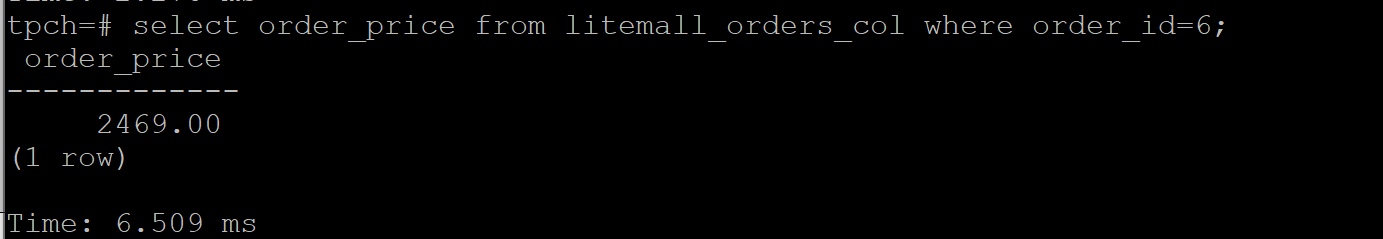 tpch=# select order_price from litemall_orders_col where order_id=6;
order_price
-------------
2469.00
(1 row)
Time: 6.509 ms